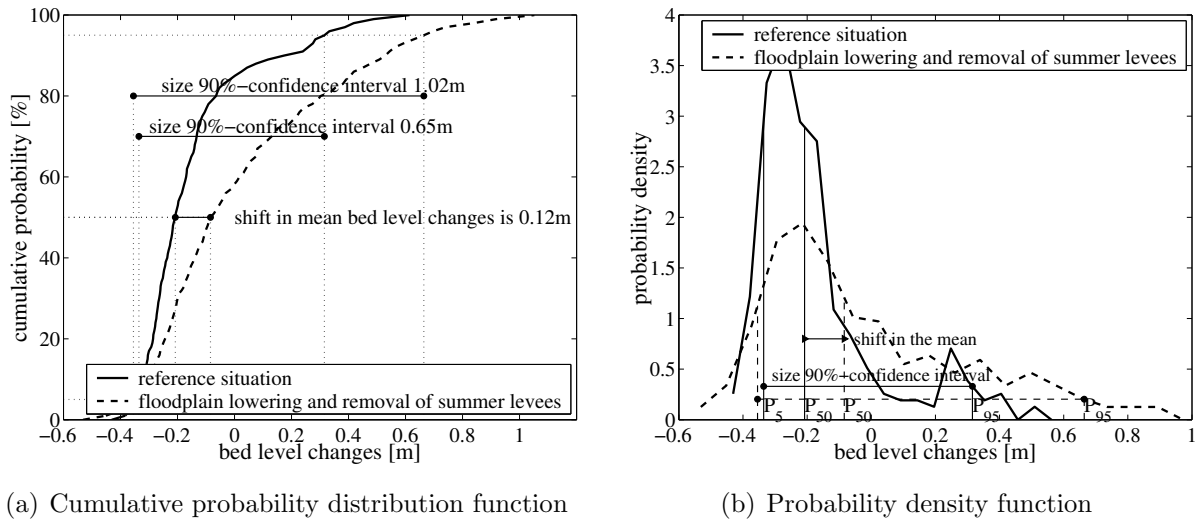 100
80
60
40
20
0
cumulative probability [%]
size 90%−confidence interval 1.02m
size 90%−confidence interval 0.65m
shift in mean bed level changes is 0.12m
reference situation
floodplain lowering and removal of summer levees
−0.6 −0.4 −0.2 0 0.2 0.4 0.6 0.8 1
bed level changes [m]
(a) Cumulative probability distribution function
4
3.5
3
2.5
2
1.5
1
0.5
0
probability density
reference situation
floodplain lowering and removal of summer levees
shift in the mean
size 90%−confidence interval
P5 P50 P50 P95 P95
−0.6 −0.4 −0.2 0 0.2 0.4 0.6 0.8 1
bed level changes [m]
(b) Probability density function